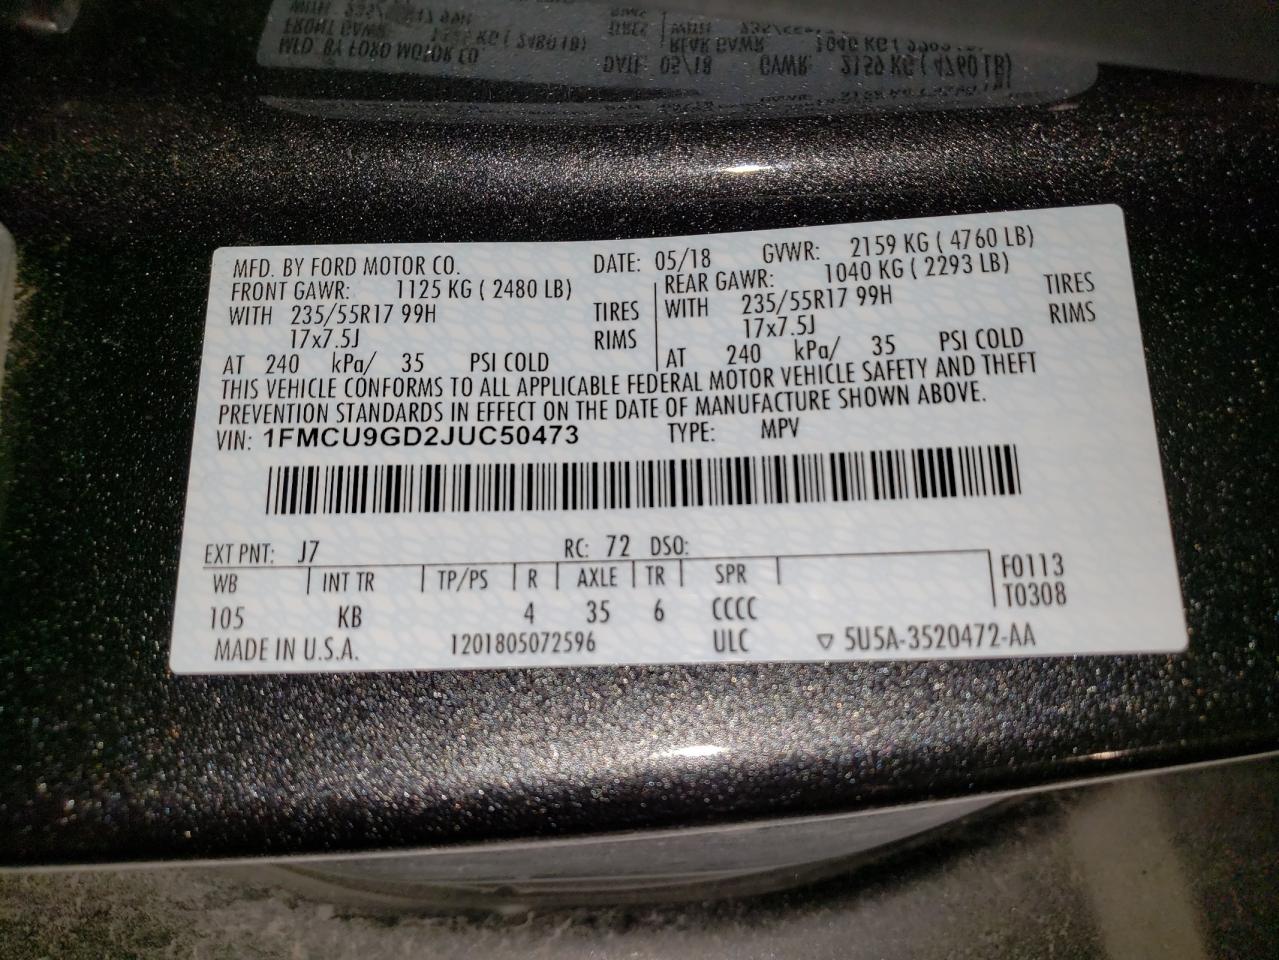 MFD. BY FORD MOTOR CO. DATE: 05/18 GVWR: 2159 KG ( 4760 LB)
FRONT GAWR: 1125 KG ( 2480 LB) REAR GAWR: 1040 KG ( 2293 LB)
WITH 235/55R17 99H TIRES WITH 235/55R17 99H TIRES
17x7.5J RIMS 17x7.5J RIMS
AT 240 kPa/ 35 PSI COLD AT 240 kPa/ 35 PSI COLD
THIS VEHICLE CONFORMS TO ALL APPLICABLE FEDERAL MOTOR VEHICLE SAFETY AND THEFT
PREVENTION STANDARDS IN EFFECT ON THE DATE OF MANUFACTURE SHOWN ABOVE.
VIN: 1FMCU9GD2JUC50473 TYPE: MPV
EXT PNT: J7 RC: 72 DSO:
WB INT TR TP/PS R AXLE TR SPR F0113
105 KB 4 35 6 CCCC T0308
MADE IN U.S.A. 1201805072596 ULC ▽ 5U5A-3520472-AA